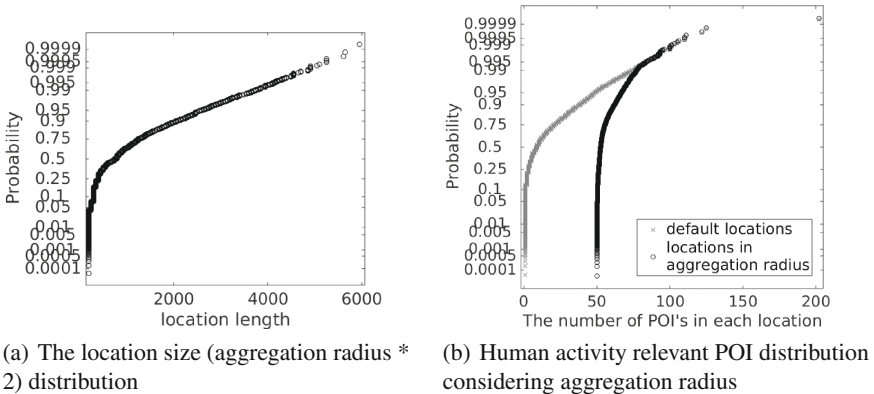 0.9999
0.9995
0.999
0.995
0.99
0.95
0.9
0.75
0.5
0.25
0.1
0.05
0.01
0.005
0.001
0.0005
0.0001
Probability
2000 4000 6000
location length
(a) The location size (aggregation radius *
2) distribution
0.9999
0.9995
0.999
0.995
0.99
0.95
0.9
0.75
0.5
0.25
0.1
0.05
0.01
0.005
0.001
0.0005
0.0001
Probability
× default locations
○ locations in
aggregation radius
0 50 100 150 200
The number of POI's in each location
(b) Human activity relevant POI distribution
considering aggregation radius